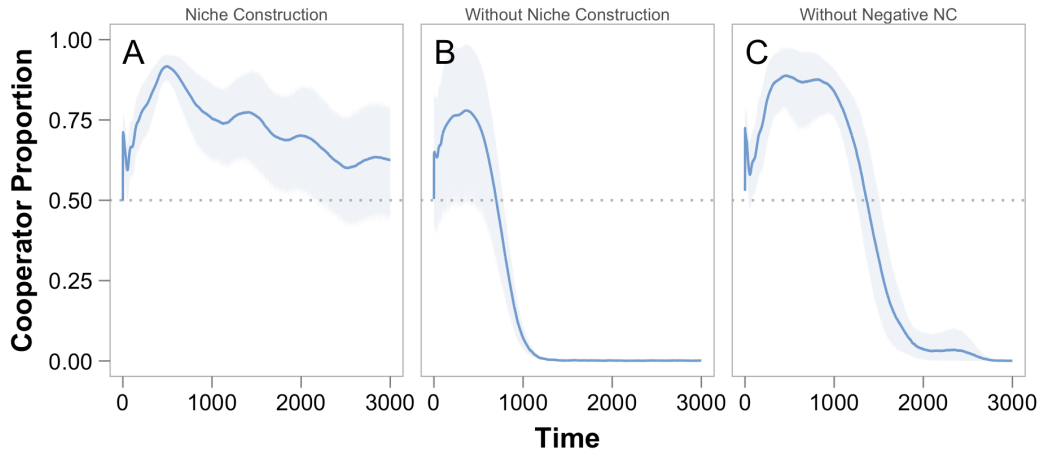 Niche Construction
Without Niche Construction
Without Negative NC
A
B
C
Cooperator Proportion
1.00
0.75
0.50
0.25
0.00
0 1000 2000 3000
0 1000 2000 3000
0 1000 2000 3000
Time